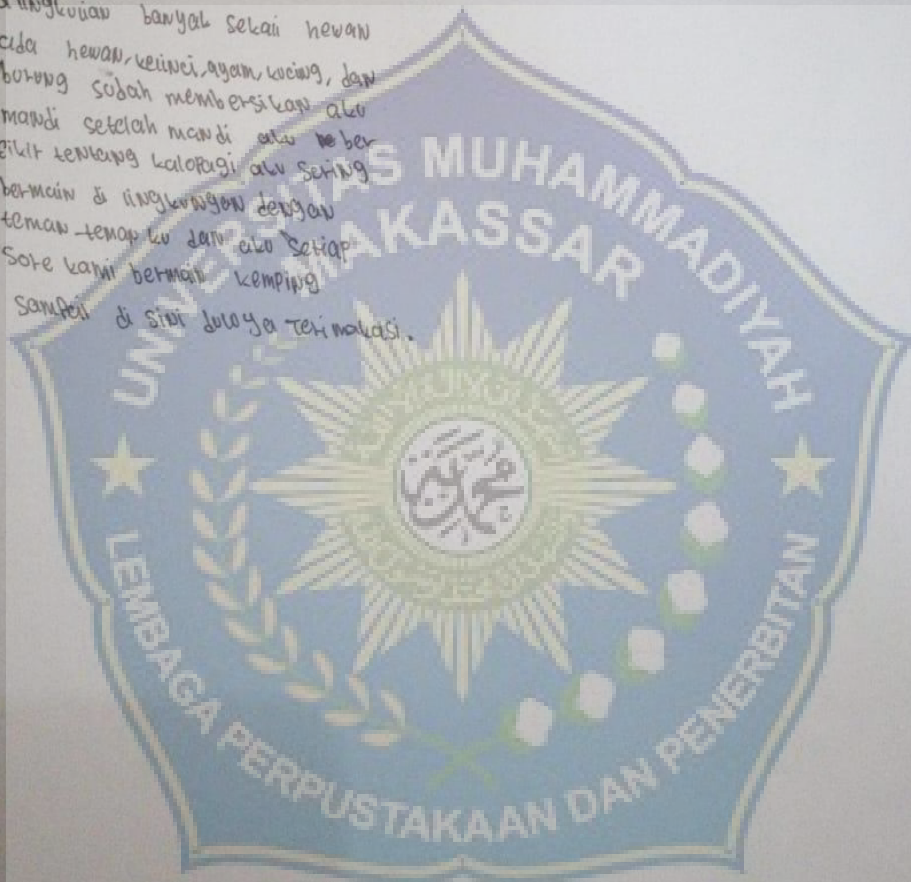 banyak sekali hewan
ada hewan, kelinci, ayam, kucing, dan
burung sudah membersikan aku
mandi setelah mandi aku ber
fikir tentang kalopagi aku sering
bermain di lingkungan dengan
teman-teman ku dan aku setiap
sore kami bermain kemping
sampai di sini duluya terimakasi.
UNIVERSITAS MUHAMMADIYAH
MAKASSAR
LEMBAGA PERPUSTAKAAN DAN PENERBITAN